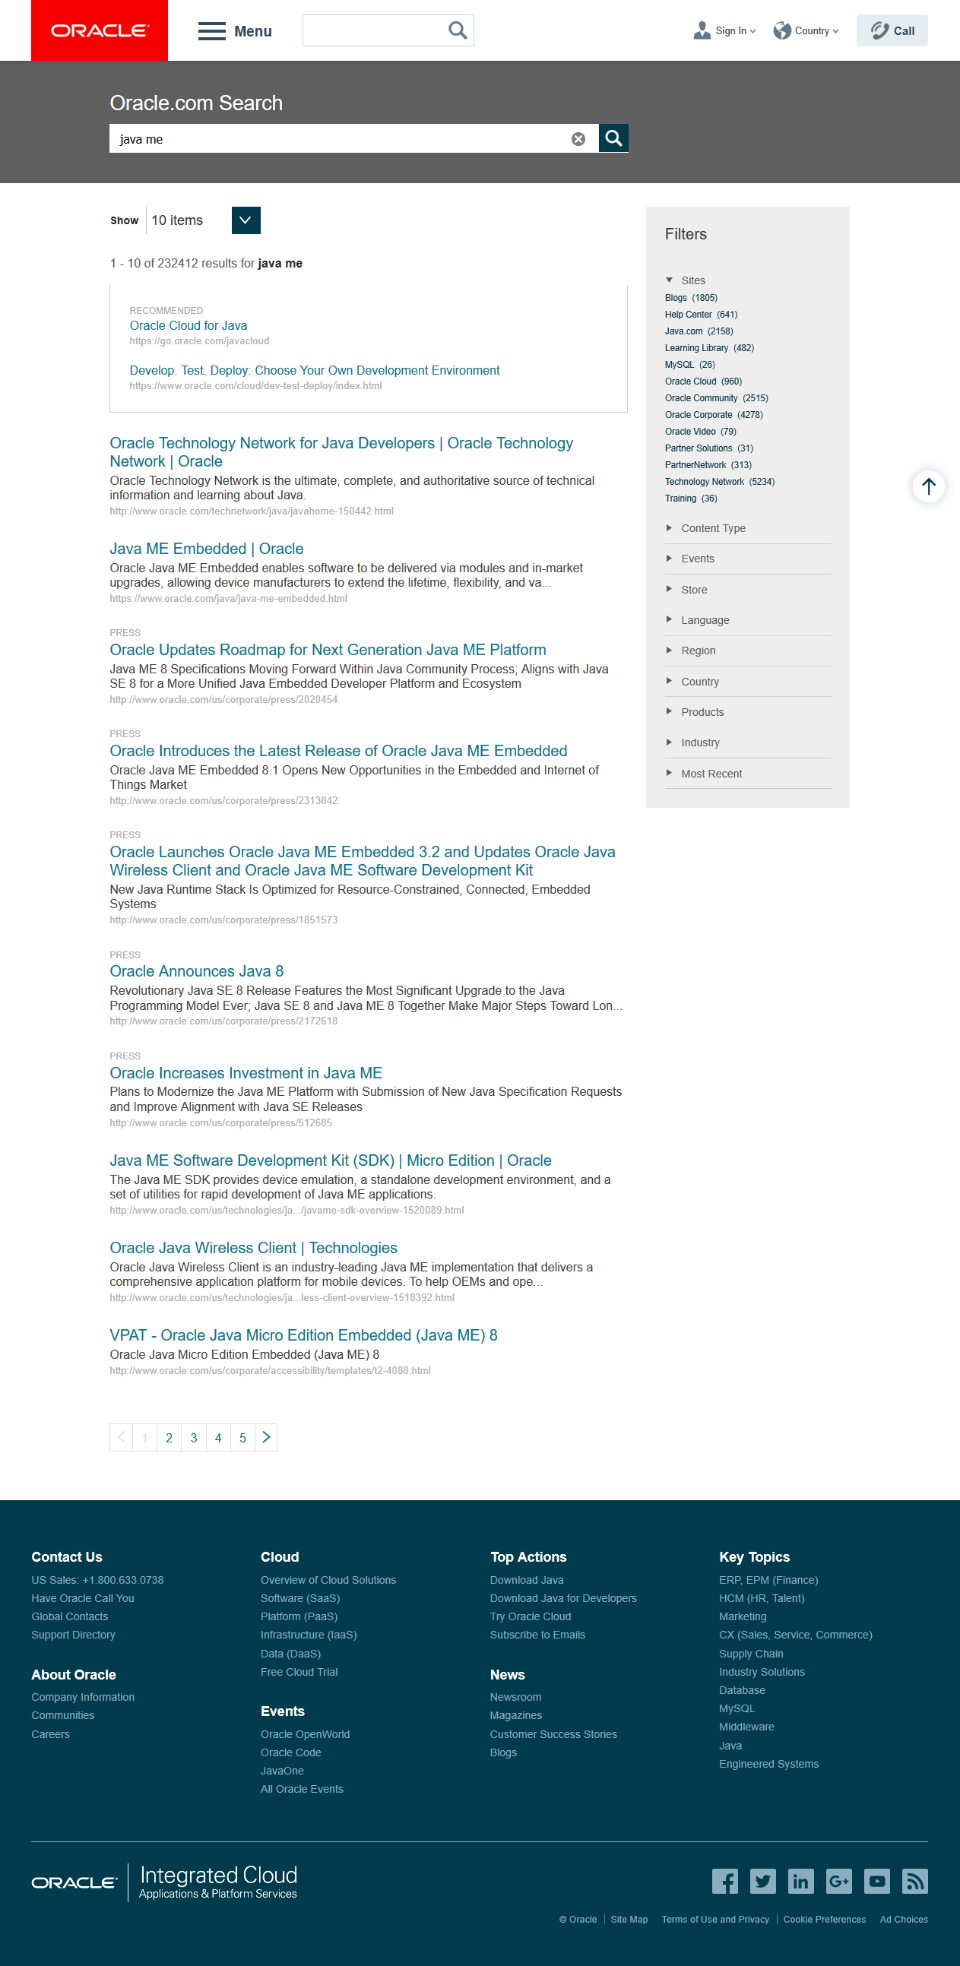 ORACLE
Menu
Sign In
Country
Call
Oracle.com Search
java me
Show
10 items
1 - 10 of 232412 results for java me
RECOMMENDED
Oracle Cloud for Java
https://go.oracle.com/javacloud
Develop. Test. Deploy: Choose Your Own Development Environment
https://www.oracle.com/cloud/dev-test-deploy/index.html
Oracle Technology Network for Java Developers | Oracle Technology
Network | Oracle
Oracle Technology Network is the ultimate, complete, and authoritative source of technical
information and learning about Java.
http://www.oracle.com/technetwork/java/javahome-150442.html
Java ME Embedded | Oracle
Oracle Java ME Embedded enables software to be delivered via modules and in-market
upgrades, allowing device manufacturers to extend the lifetime, flexibility, and va...
https://www.oracle.com/java/java-me-embedded.html
PRESS
Oracle Updates Roadmap for Next Generation Java ME Platform
Java ME 8 Specifications Moving Forward Within Java Community Process; Aligns with Java
SE 8 for a More Unified Java Embedded Developer Platform and Ecosystem
http://www.oracle.com/us/corporate/press/2020454
PRESS
Oracle Introduces the Latest Release of Oracle Java ME Embedded
Oracle Java ME Embedded 8.1 Opens New Opportunities in the Embedded and Internet of
Things Market
http://www.oracle.com/us/corporate/press/2313842
PRESS
Oracle Launches Oracle Java ME Embedded 3.2 and Updates Oracle Java
Wireless Client and Oracle Java ME Software Development Kit
New Java Runtime Stack Is Optimized for Resource-Constrained, Connected, Embedded
Systems
http://www.oracle.com/us/corporate/press/1851573
PRESS
Oracle Announces Java 8
Revolutionary Java SE 8 Release Features the Most Significant Upgrade to the Java
Programming Model Ever; Java SE 8 and Java ME 8 Together Make Major Steps Toward Lon...
http://www.oracle.com/us/corporate/press/2172618
PRESS
Oracle Increases Investment in Java ME
Plans to Modernize the Java ME Platform with Submission of New Java Specification Requests
and Improve Alignment with Java SE Releases
http://www.oracle.com/us/corporate/press/512685
Java ME Software Development Kit (SDK) | Micro Edition | Oracle
The Java ME SDK provides device emulation, a standalone development environment, and a
set of utilities for rapid development of Java ME applications.
http://www.oracle.com/us/technologies/ja.../javame-sdk-overview-1520089.html
Oracle Java Wireless Client | Technologies
Oracle Java Wireless Client is an industry-leading Java ME implementation that delivers a
comprehensive application platform for mobile devices. To help OEMs and ope...
http://www.oracle.com/us/technologies/ja...less-client-overview-1518392.html
VPAT - Oracle Java Micro Edition Embedded (Java ME) 8
Oracle Java Micro Edition Embedded (Java ME) 8
http://www.oracle.com/us/corporate/accessibility/templates/t2-4088.html
1 2 3 4 5
Filters
Sites
Blogs (1805)
Help Center (641)
Java.com (2158)
Learning Library (482)
MySQL (26)
Oracle Cloud (960)
Oracle Community (2515)
Oracle Corporate (4278)
Oracle Video (79)
Partner Solutions (31)
PartnerNetwork (313)
Technology Network (5234)
Training (36)
Content Type
Events
Store
Language
Region
Country
Products
Industry
Most Recent
Contact Us
US Sales: +1.800.633.0738
Have Oracle Call You
Global Contacts
Support Directory
About Oracle
Company Information
Communities
Careers
Cloud
Overview of Cloud Solutions
Software (SaaS)
Platform (PaaS)
Infrastructure (IaaS)
Data (DaaS)
Free Cloud Trial
Events
Oracle OpenWorld
Oracle Code
JavaOne
All Oracle Events
Top Actions
Download Java
Download Java for Developers
Try Oracle Cloud
Subscribe to Emails
News
Newsroom
Magazines
Customer Success Stories
Blogs
Key Topics
ERP, EPM (Finance)
HCM (HR, Talent)
Marketing
CX (Sales, Service, Commerce)
Supply Chain
Industry Solutions
Database
MySQL
Middleware
Java
Engineered Systems
ORACLE
Integrated Cloud
Applications & Platform Services
© Oracle | Site Map Terms of Use and Privacy | Cookie Preferences Ad Choices